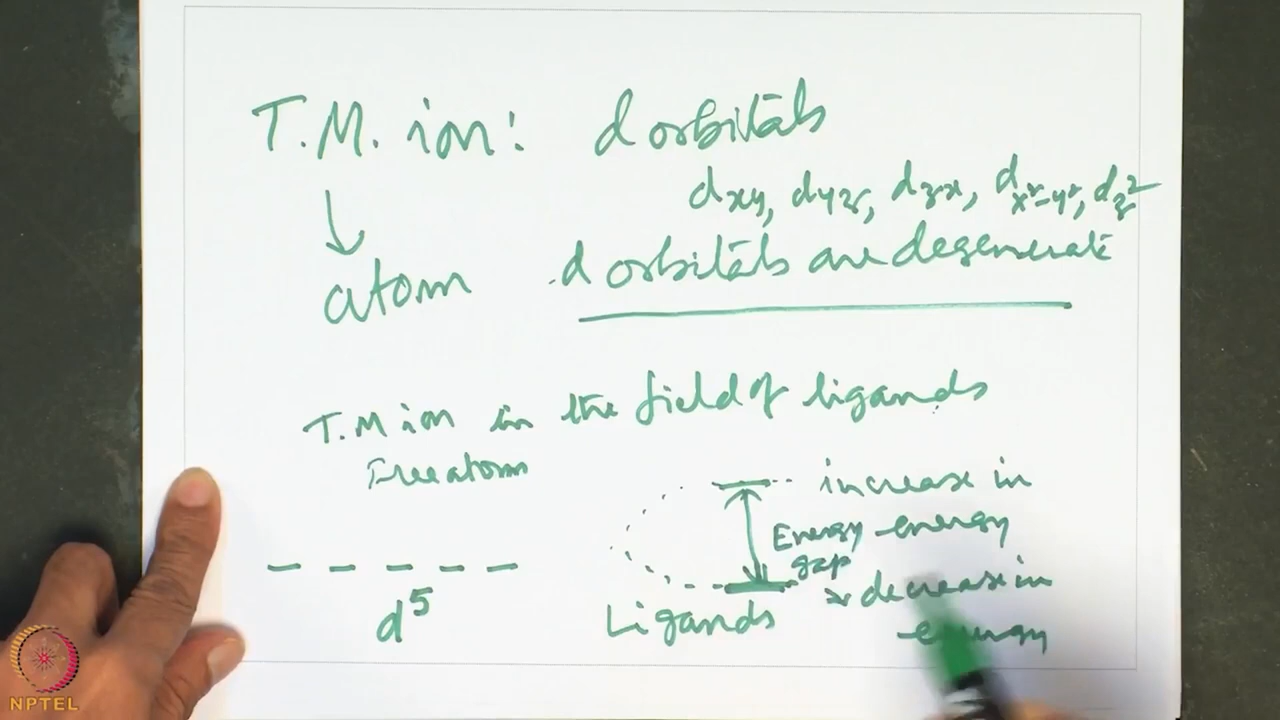 T.M. ion: d orbitals
dxy, dyz, dzx, dx²-y², dz²
atom d orbitals are degenerate
T.M ion in the field of ligands
Free atom
increase in
Energy energy
gap
decrease in
d⁵ Ligands energy
NPTEL